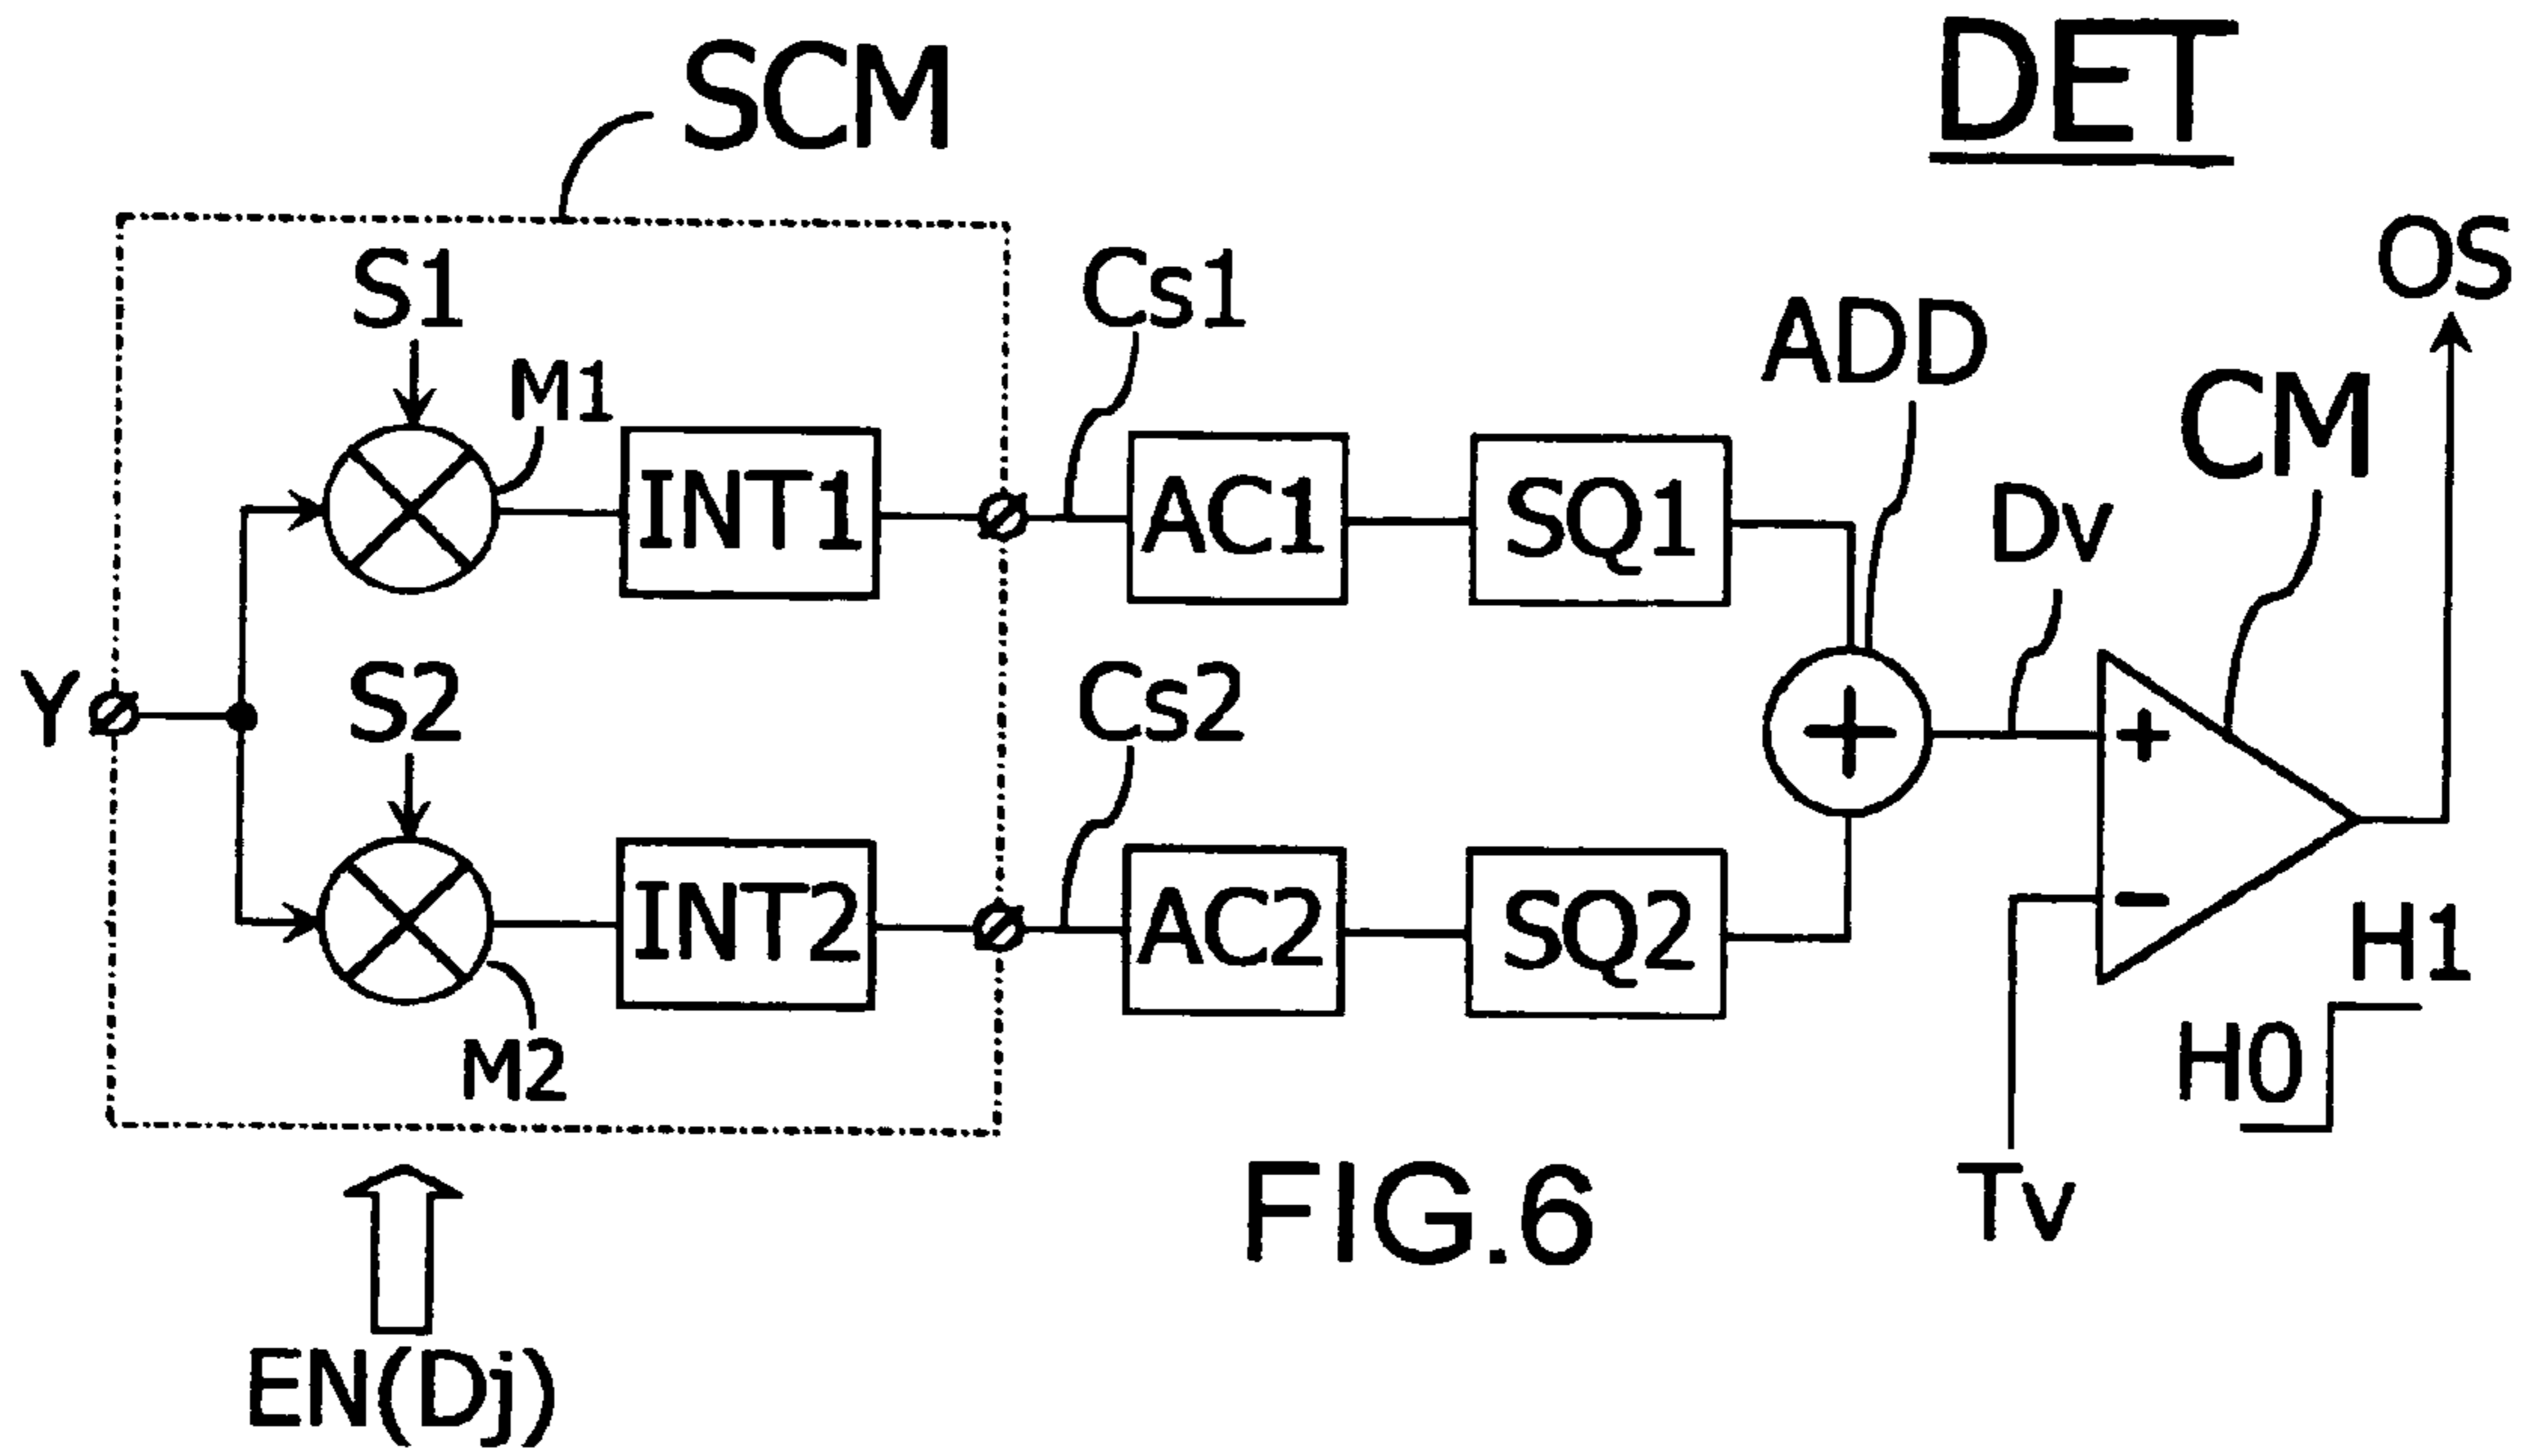 SCM
DET
S1
M1
INT1
Cs1
AC1
SQ1
ADD
Dv
CM
OS
Y
S2
M2
INT2
Cs2
AC2
SQ2
+
+
−
H1
H0
Tv
EN(Dj)
FIG.6